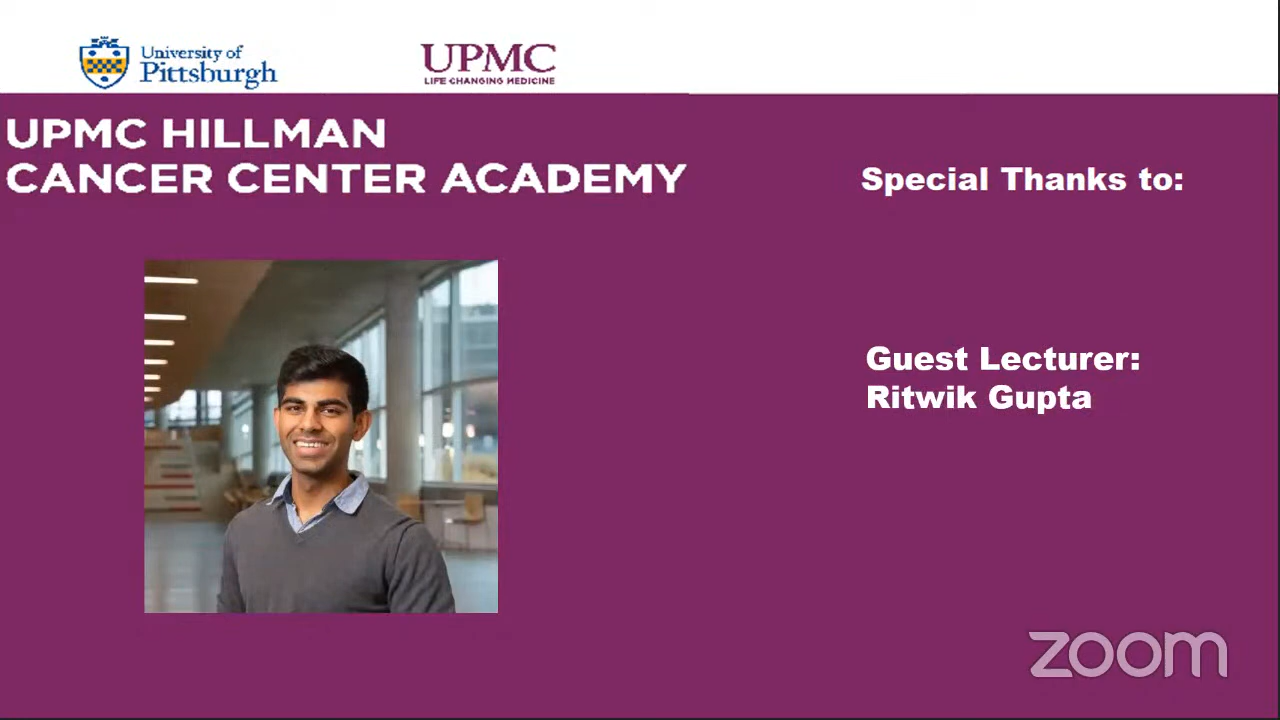 University of
Pittsburgh
UPMC
LIFE CHANGING MEDICINE
UPMC HILLMAN
CANCER CENTER ACADEMY
Special Thanks to:
Guest Lecturer:
Ritwik Gupta
zoom